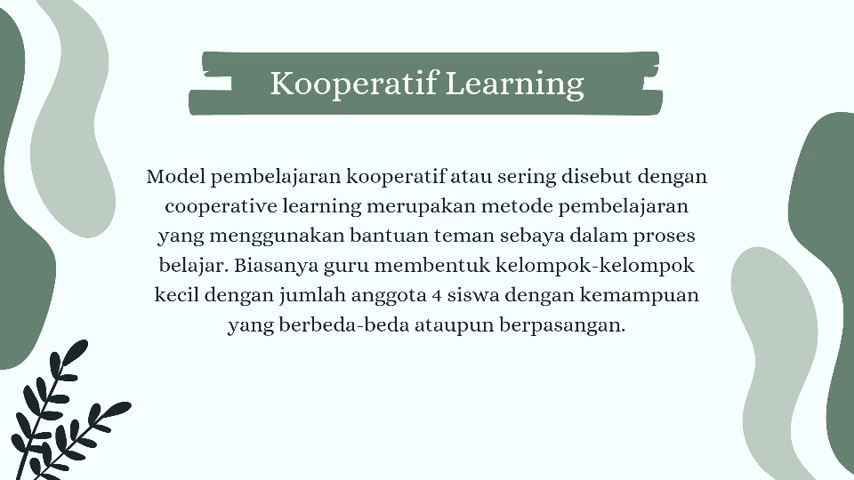 Kooperatif Learning
Model pembelajaran kooperatif atau sering disebut dengan
cooperative learning merupakan metode pembelajaran
yang menggunakan bantuan teman sebaya dalam proses
belajar. Biasanya guru membentuk kelompok-kelompok
kecil dengan jumlah anggota 4 siswa dengan kemampuan
yang berbeda-beda ataupun berpasangan.